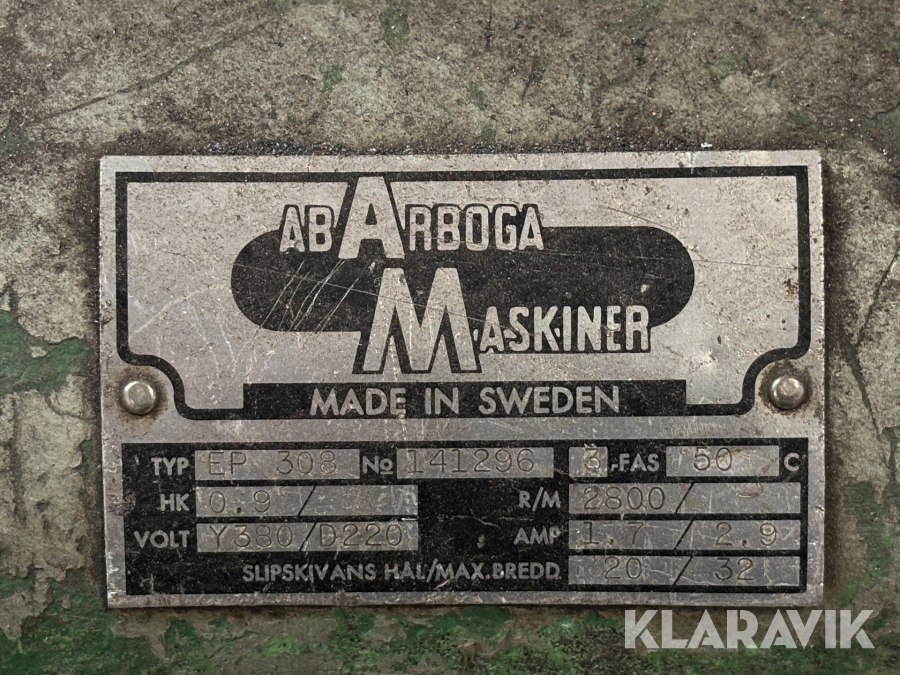 AB ARBOGA
MASKINER
MADE IN SWEDEN
TYP EP 308 No 141296 3 -FAS 50 C
HK 0.9/ R/M 2800/
VOLT Y380/D220 AMP 1.7 / 2.9
SLIPSKIVANS HÅL/MAX.BREDD 20 / 32
KLARAVIK